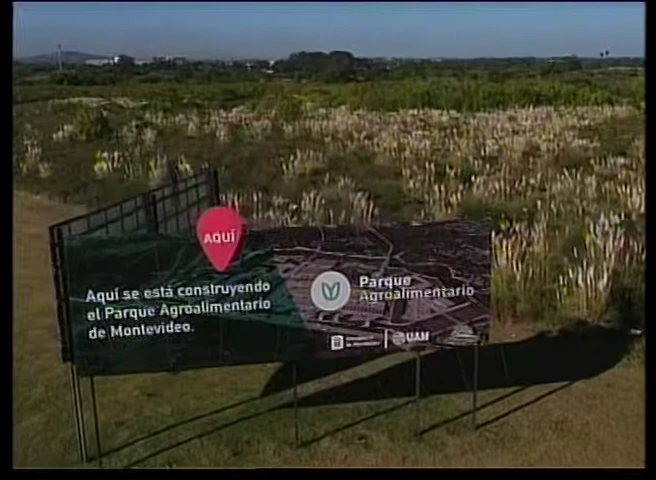 AQUÍ
Aquí se está construyendo
el Parque Agroalimentario
de Montevideo.
Parque
Agroalimentario
UAM